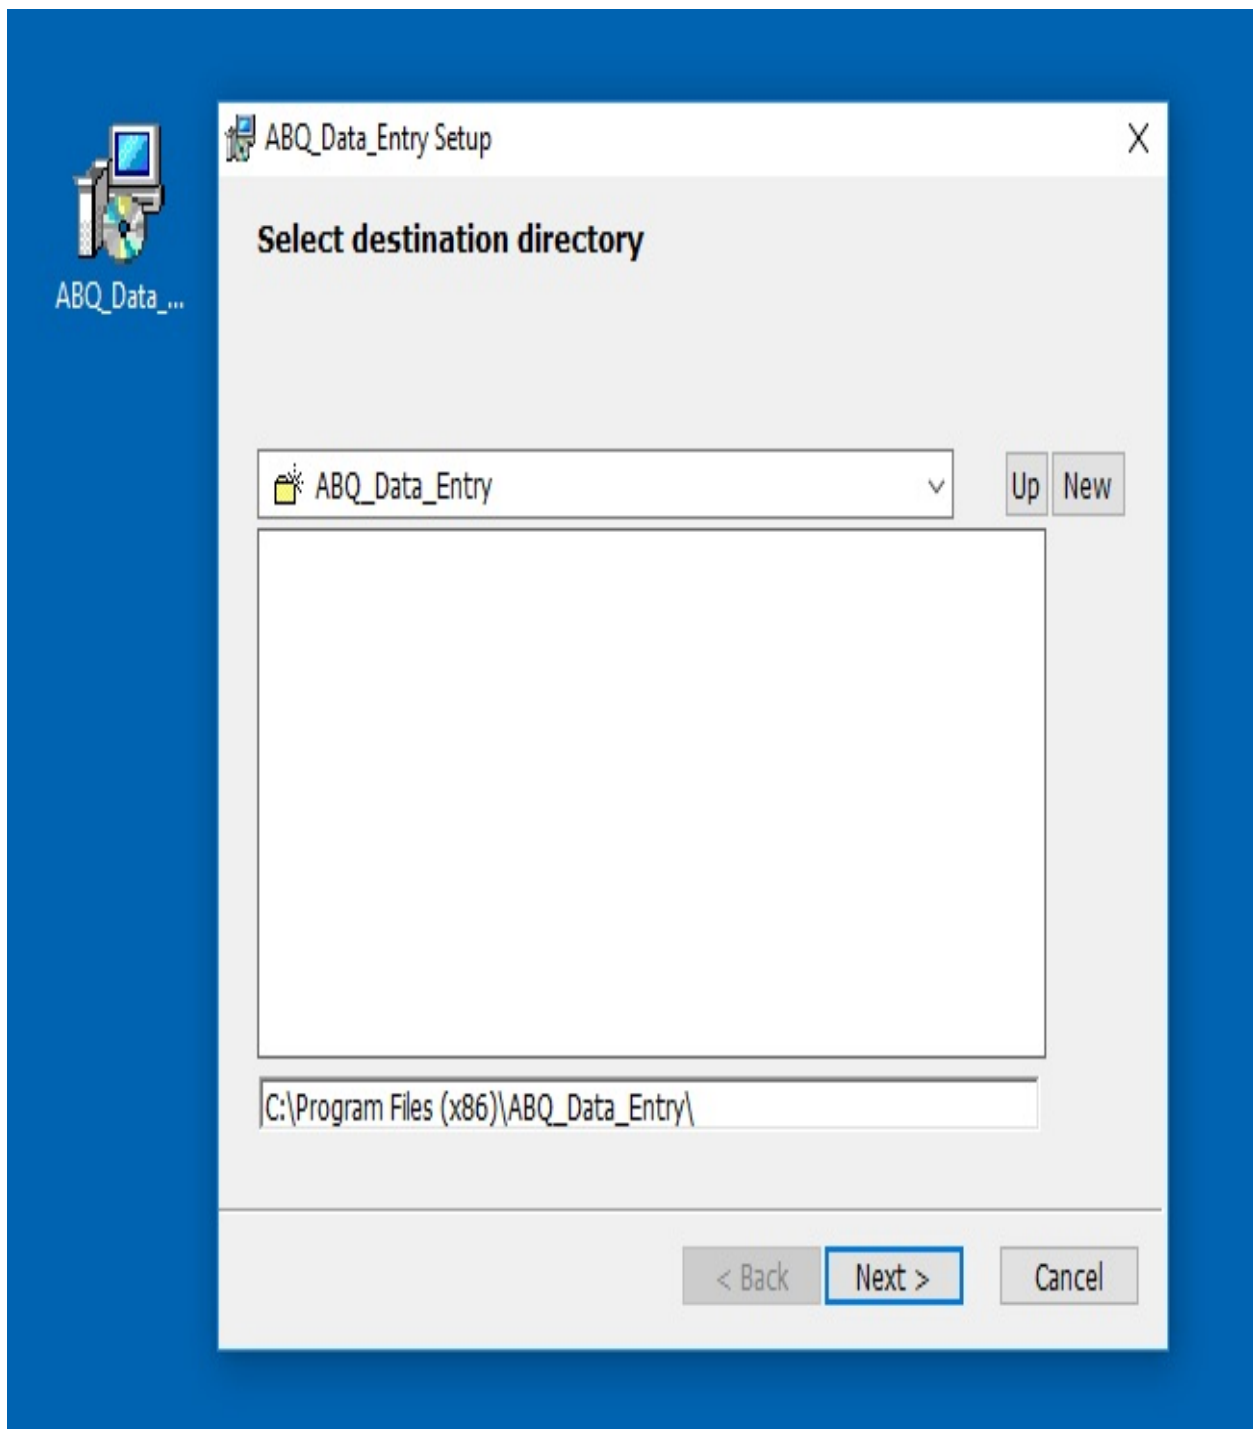 ABQ_Data_Entry Setup
ABQ_Data_...
Select destination directory
ABQ_Data_Entry
Up New
C:\Program Files (x86)\ABQ_Data_Entry\
< Back Next > Cancel